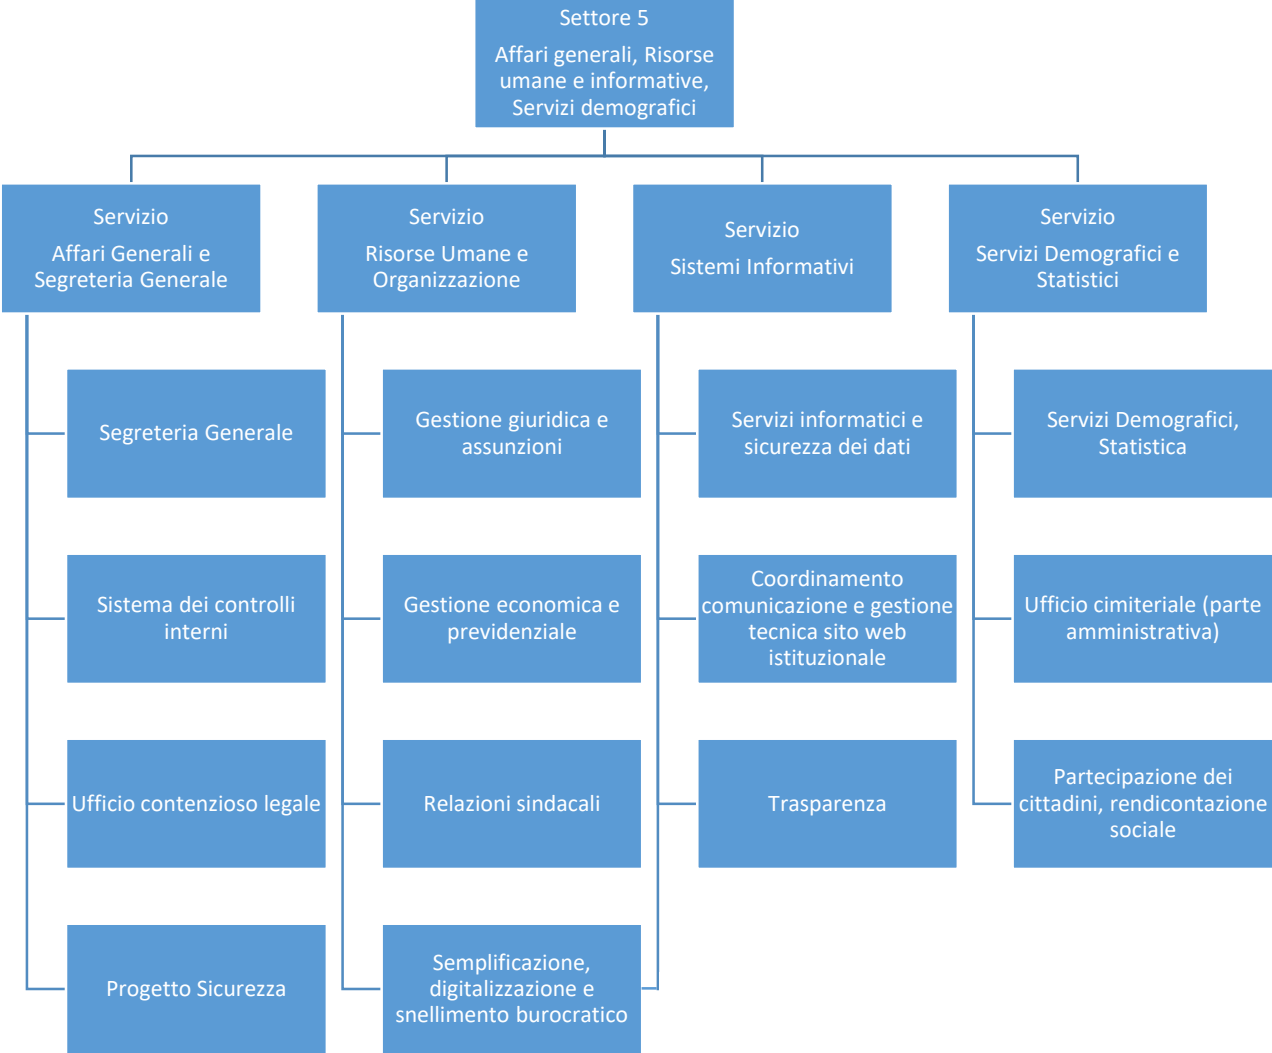 Settore 5
Affari generali, Risorse
umane e informative,
Servizi demografici
Servizio
Affari Generali e
Segreteria Generale
Servizio
Risorse Umane e
Organizzazione
Servizio
Sistemi Informativi
Servizio
Servizi Demografici e
Statistici
Segreteria Generale
Gestione giuridica e
assunzioni
Servizi informatici e
sicurezza dei dati
Servizi Demografici,
Statistica
Sistema dei controlli
interni
Gestione economica e
previdenziale
Coordinamento
comunicazione e gestione
tecnica sito web
istituzionale
Ufficio cimiteriale (parte
amministrativa)
Ufficio contenzioso legale
Relazioni sindacali
Trasparenza
Partecipazione dei
cittadini, rendicontazione
sociale
Progetto Sicurezza
Semplificazione,
digitalizzazione e
snellimento burocratico